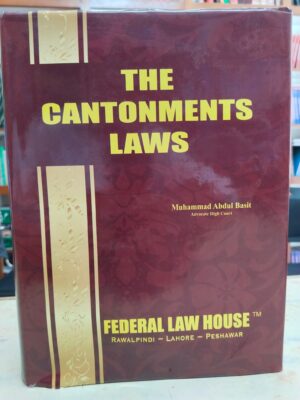 THE
CANTONMENTS
LAWS
Muhammad Abdul Basit
Advocate High Court
FEDERAL LAW HOUSE™
RAWALPINDI – LAHORE – PESHAWAR